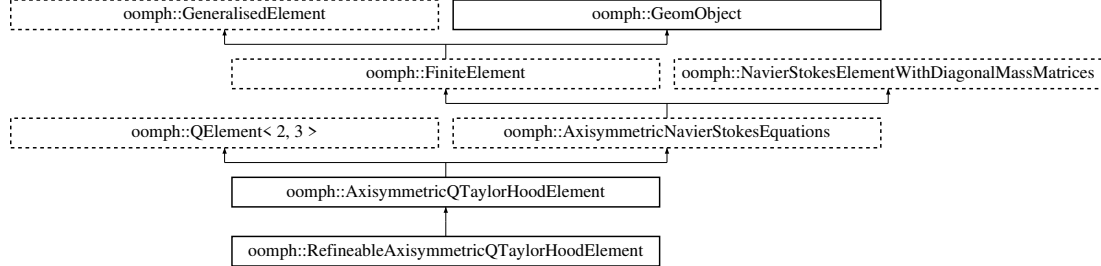 oomph::GeneralisedElement
oomph::GeomObject
oomph::FiniteElement
oomph::NavierStokesElementWithDiagonalMassMatrices
oomph::QElement< 2, 3 >
oomph::AxisymmetricNavierStokesEquations
oomph::AxisymmetricQTaylorHoodElement
oomph::RefineableAxisymmetricQTaylorHoodElement